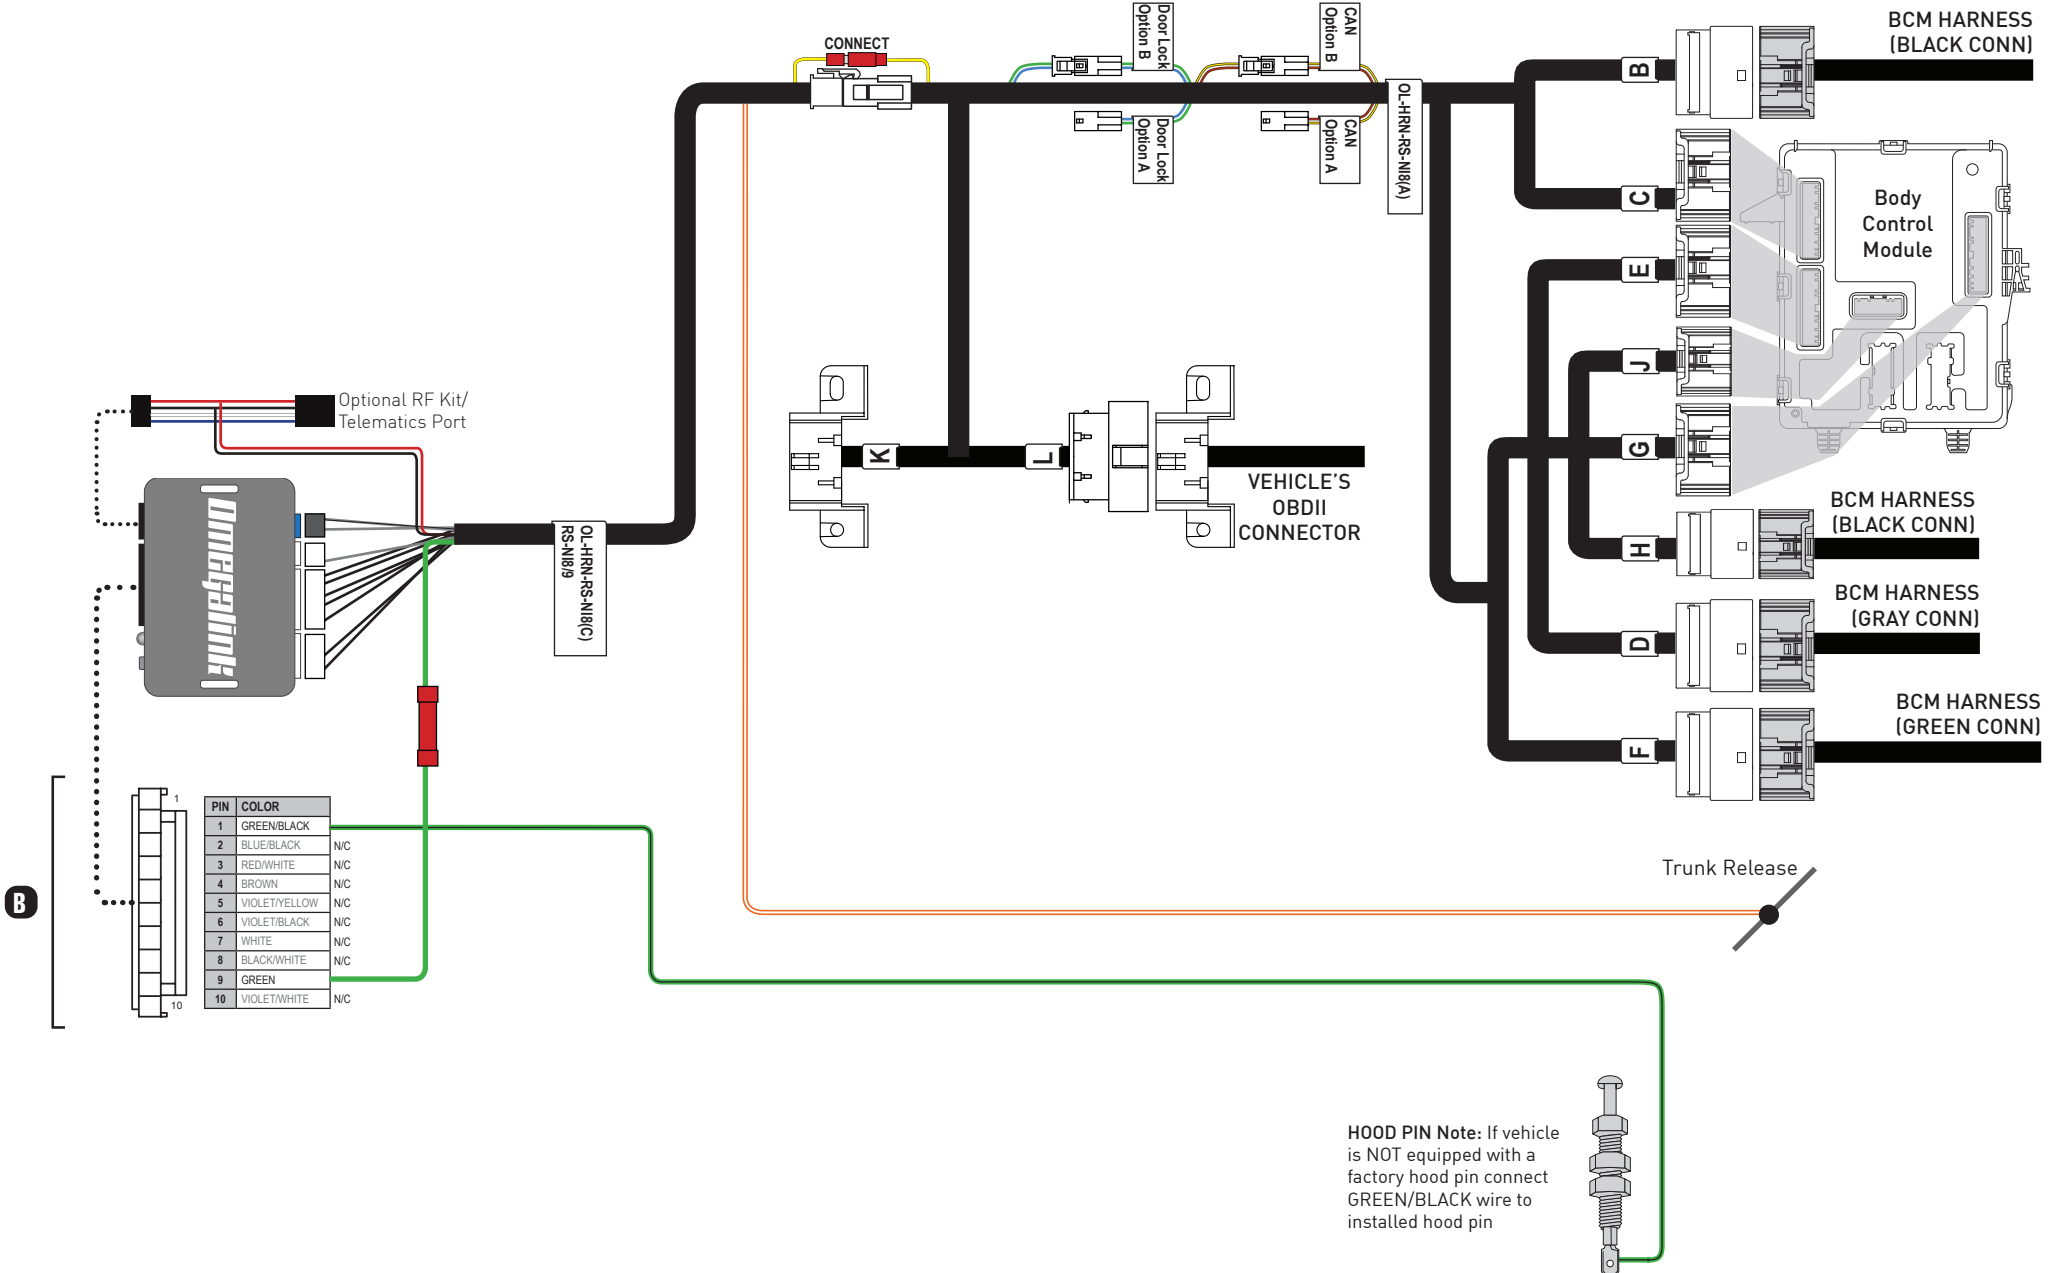 BCM HARNESS
(BLACK CONN)
CONNECT
Door Lock
Option B
CAN
Option B
Door Lock
Option A
CAN
Option A
OL-HRN-RS-NI8(A)
B
C
E
J
G
H
D
F
Body
Control
Module
Optional RF Kit/
Telematics Port
K
L
VEHICLE'S
OBDII
CONNECTOR
BCM HARNESS
(BLACK CONN)
BCM HARNESS
(GRAY CONN)
BCM HARNESS
(GREEN CONN)
Omegalink
OL-HRN-RS-NI8(C)
RS-NI8/9
B
1
10
PIN COLOR
1 GREEN/BLACK
2 BLUE/BLACK N/C
3 RED/WHITE N/C
4 BROWN N/C
5 VIOLET/YELLOW N/C
6 VIOLET/BLACK N/C
7 WHITE N/C
8 BLACK/WHITE N/C
9 GREEN
10 VIOLET/WHITE N/C
Trunk Release
HOOD PIN Note: If vehicle
is NOT equipped with a
factory hood pin connect
GREEN/BLACK wire to
installed hood pin